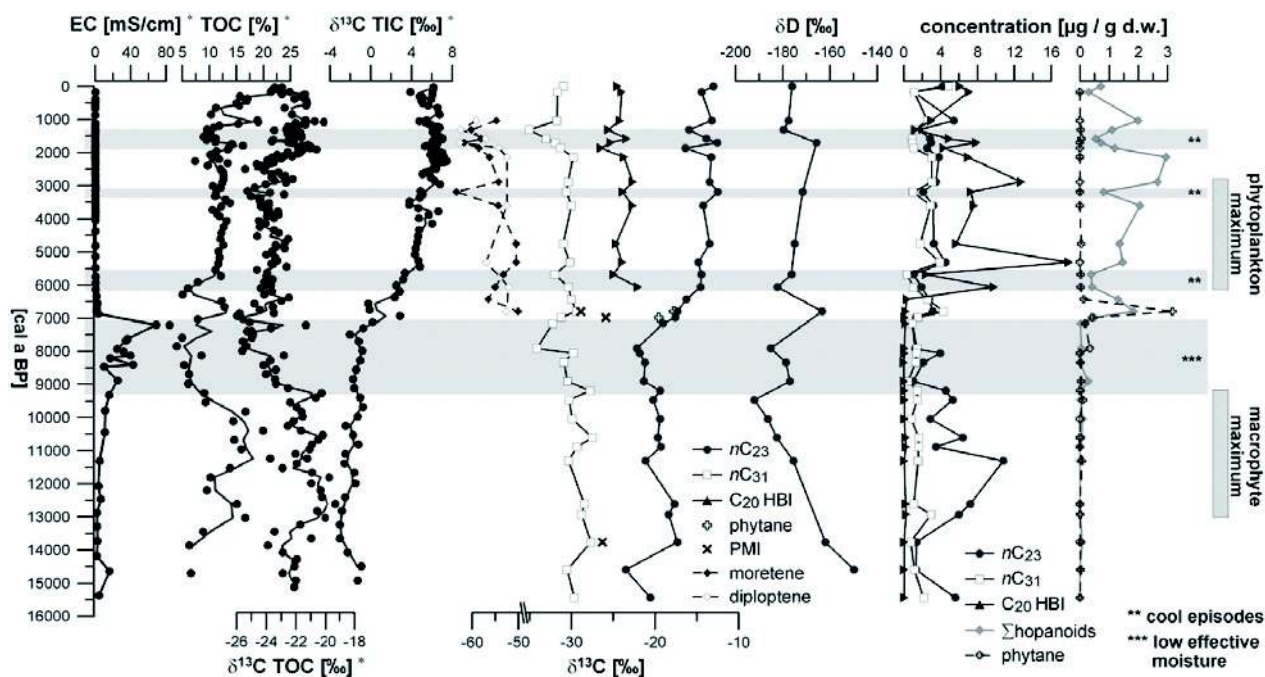 EC [mS/cm] * TOC [%] * δ¹³C TIC [‰] * δD [‰] concentration [µg / g d.w.]
0 40 80 5 10 15 20 25 -4 0 4 8 -200 -180 -160 -140 0 4 8 12 16 0 1 2 3
0
1000
2000
3000
4000
5000
6000
7000
8000
9000
10000
11000
12000
13000
14000
15000
16000
[cal a BP]
**
**
**
***
phytoplankton
maximum
macrophyte
maximum
nC₂₃
nC₃₁
C₂₀ HBI
phytane
PMI
moretene
diploptene
nC₂₃
nC₃₁
C₂₀ HBI
∑hopanoids
phytane
** cool episodes
*** low effective
moisture
-26 -24 -22 -20 -18 -60 -50 -30 -20 -10
δ¹³C TOC [‰] * δ¹³C [‰]